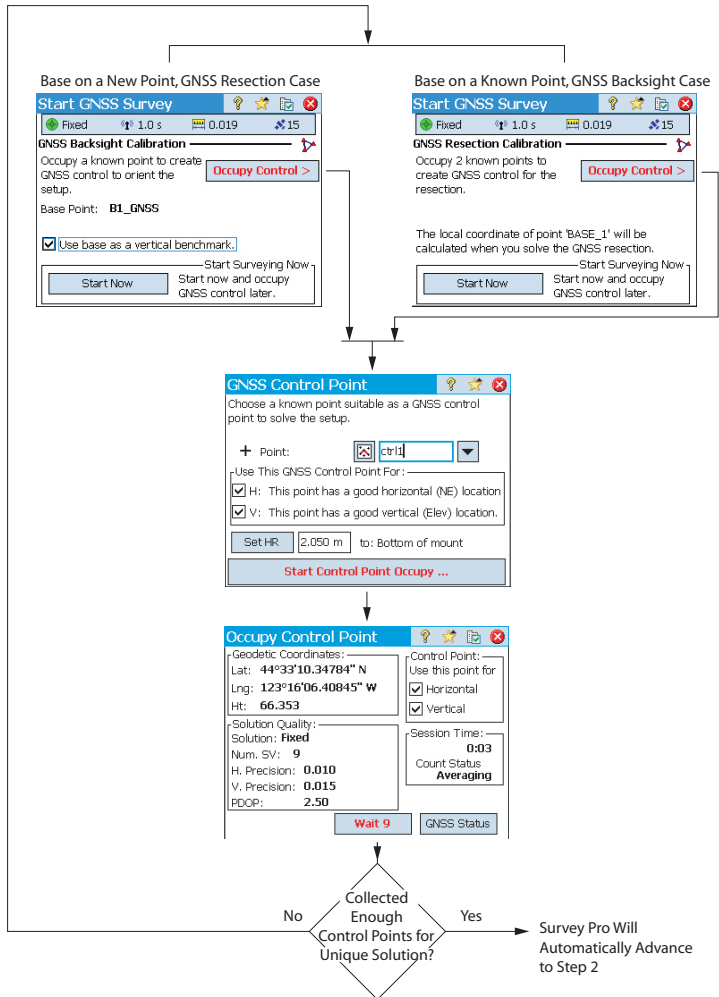 Base on a New Point, GNSS Resection Case
Start GNSS Survey
Fixed 1.0 s 0.019 15
GNSS Backsight Calibration
Occupy a known point to create
GNSS control to orient the
setup.
Occupy Control >
Base Point: B1_GNSS
Use base as a vertical benchmark.
Start Surveying Now
Start Now
Start now and occupy
GNSS control later.
Base on a Known Point, GNSS Backsight Case
Start GNSS Survey
Fixed 1.0 s 0.019 15
GNSS Resection Calibration
Occupy 2 known points to
create GNSS control for the
resection.
Occupy Control >
The local coordinate of point 'BASE_1' will be
calculated when you solve the GNSS resection.
Start Surveying Now
Start Now
Start now and occupy
GNSS control later.
GNSS Control Point
Choose a known point suitable as a GNSS control
point to solve the setup.
Point: ctrl1
Use This GNSS Control Point For:
H: This point has a good horizontal (NE) location
V: This point has a good vertical (Elev) location.
Set HR 2.050 m to: Bottom of mount
Start Control Point Occupy ...
Occupy Control Point
Geodetic Coordinates:
Lat: 44°33'10.34784" N
Lng: 123°16'06.40845" W
Ht: 66.353
Control Point:
Use this point for
Horizontal
Vertical
Solution Quality:
Solution: Fixed
Num. SV: 9
H. Precision: 0.010
V. Precision: 0.015
PDOP: 2.50
Session Time:
0:03
Count Status
Averaging
Wait 9
GNSS Status
Collected
Enough
Control Points for
Unique Solution?
No
Yes
Survey Pro Will
Automatically Advance
to Step 2